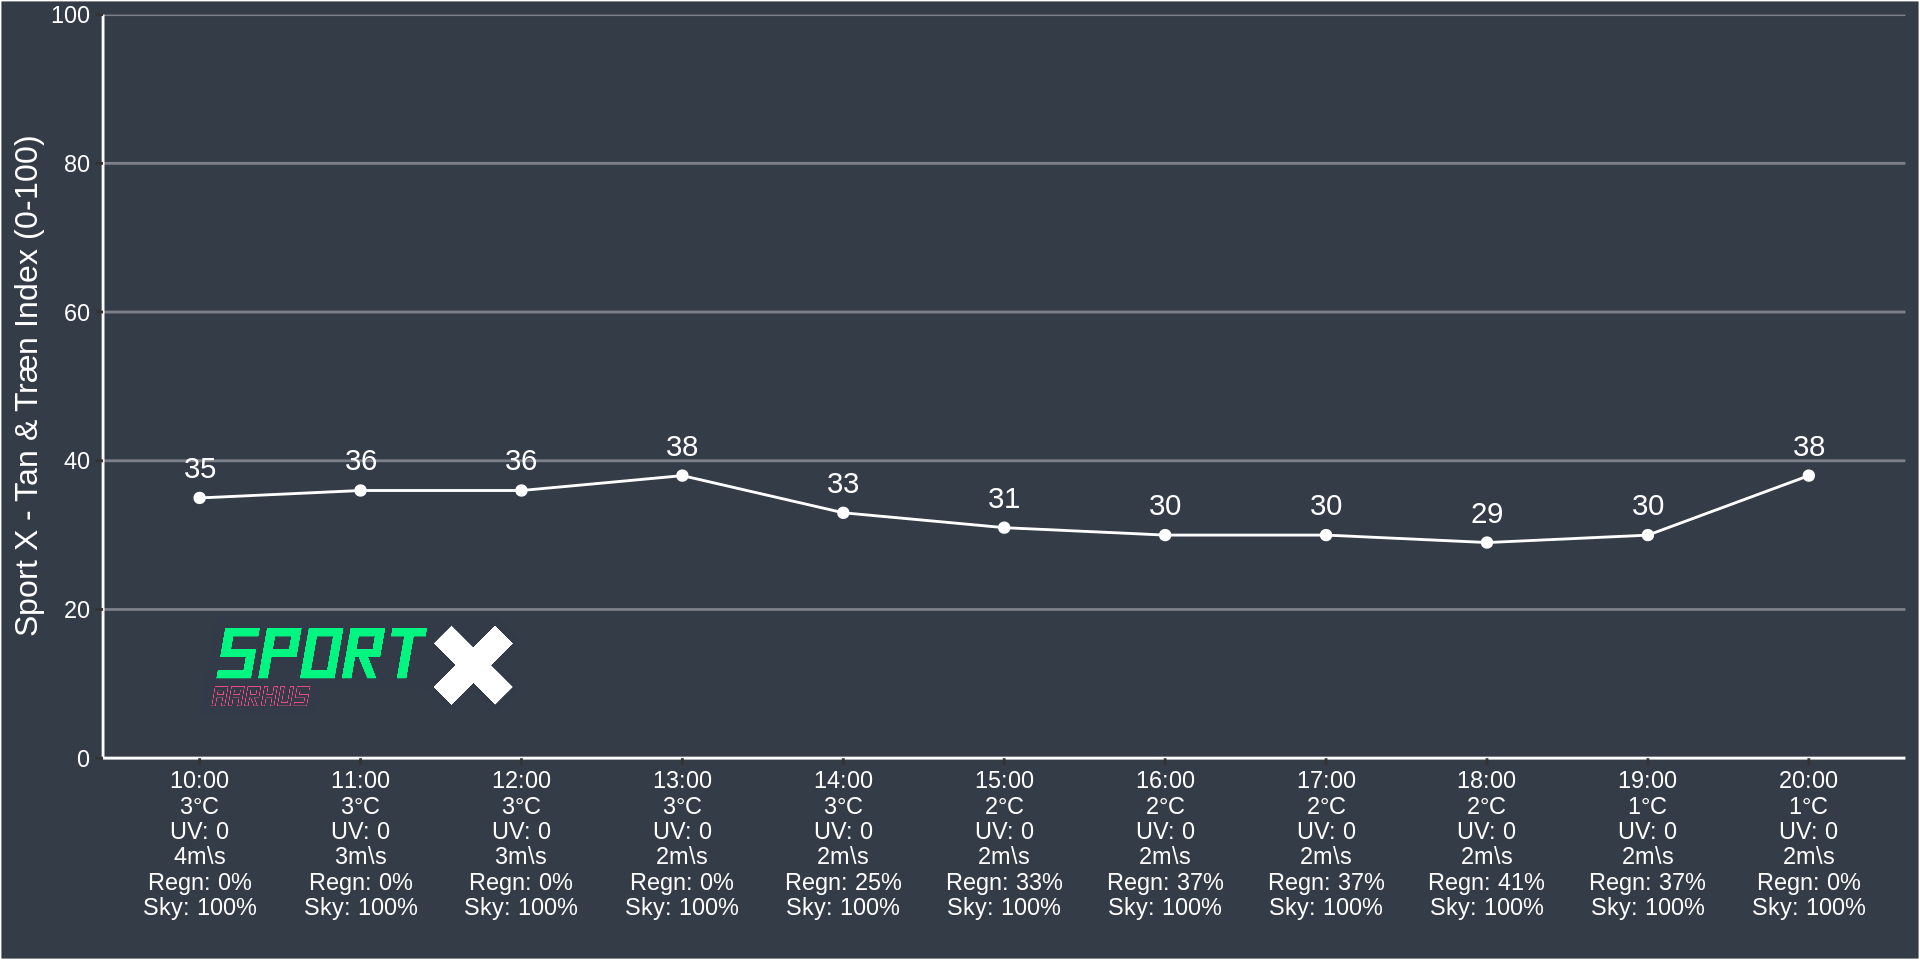 Sport X - Tan & Træn Index (0-100)
100
80
60
40
20
0
35
36
36
38
33
31
30
30
29
30
38
SPORT X
AARHUS
10:00 11:00 12:00 13:00 14:00 15:00 16:00 17:00 18:00 19:00 20:00
3°C 3°C 3°C 3°C 3°C 2°C 2°C 2°C 2°C 1°C 1°C
UV: 0 UV: 0 UV: 0 UV: 0 UV: 0 UV: 0 UV: 0 UV: 0 UV: 0 UV: 0 UV: 0
4m\s 3m\s 3m\s 2m\s 2m\s 2m\s 2m\s 2m\s 2m\s 2m\s 2m\s
Regn: 0% Regn: 0% Regn: 0% Regn: 0% Regn: 25% Regn: 33% Regn: 37% Regn: 37% Regn: 41% Regn: 37% Regn: 0%
Sky: 100% Sky: 100% Sky: 100% Sky: 100% Sky: 100% Sky: 100% Sky: 100% Sky: 100% Sky: 100% Sky: 100% Sky: 100%